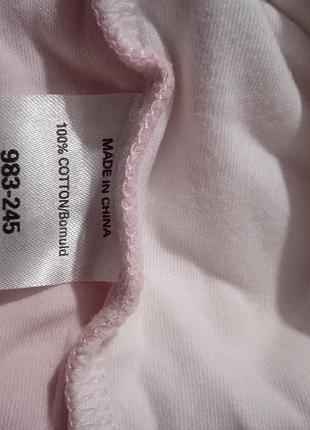 MADE IN CHINA
100% COTTON/Bomuld
983-245